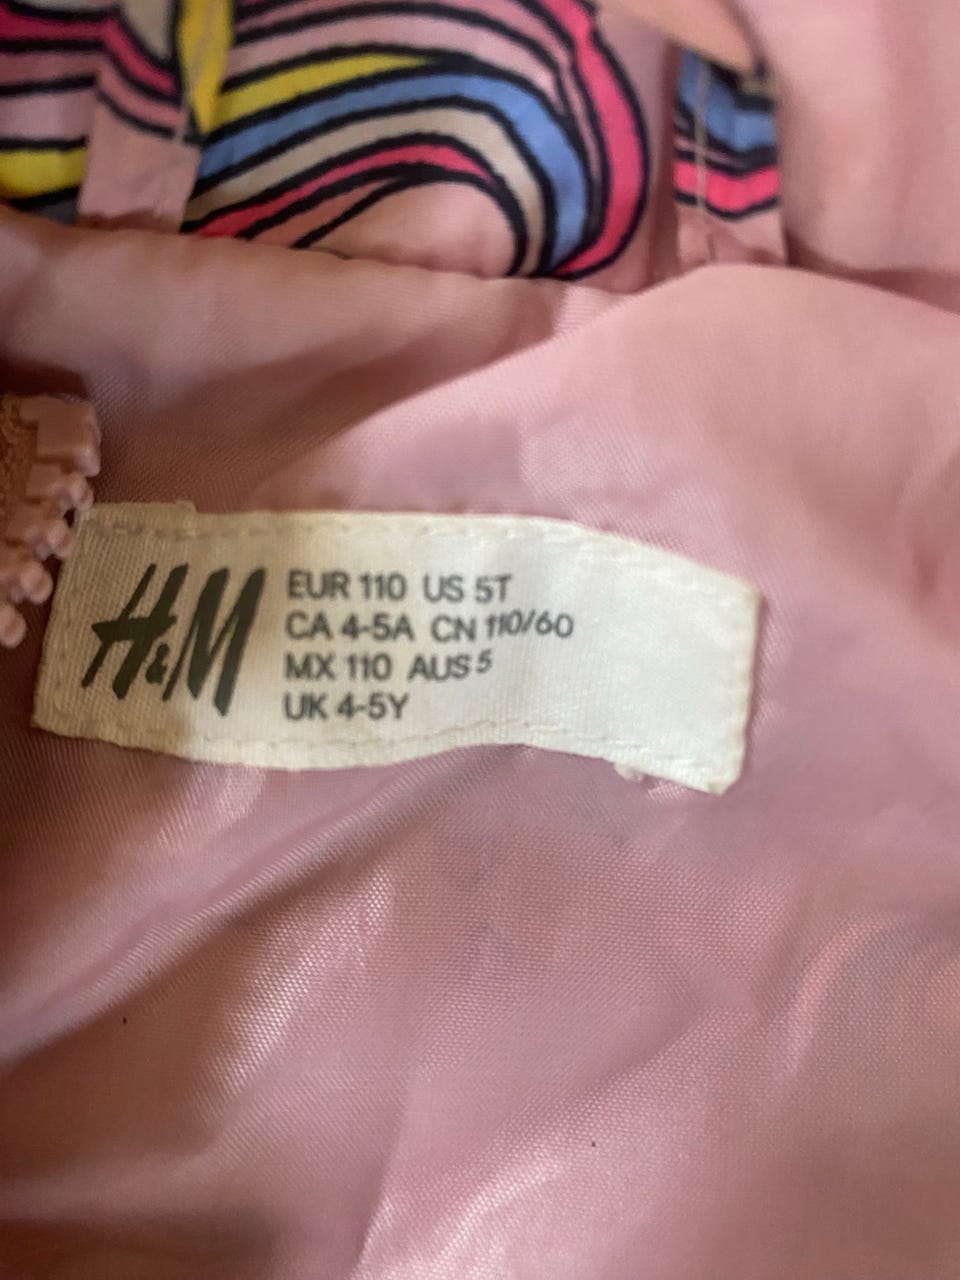 H&M
EUR 110 US 5T
CA 4-5A CN 110/60
MX 110 AUS 5
UK 4-5Y